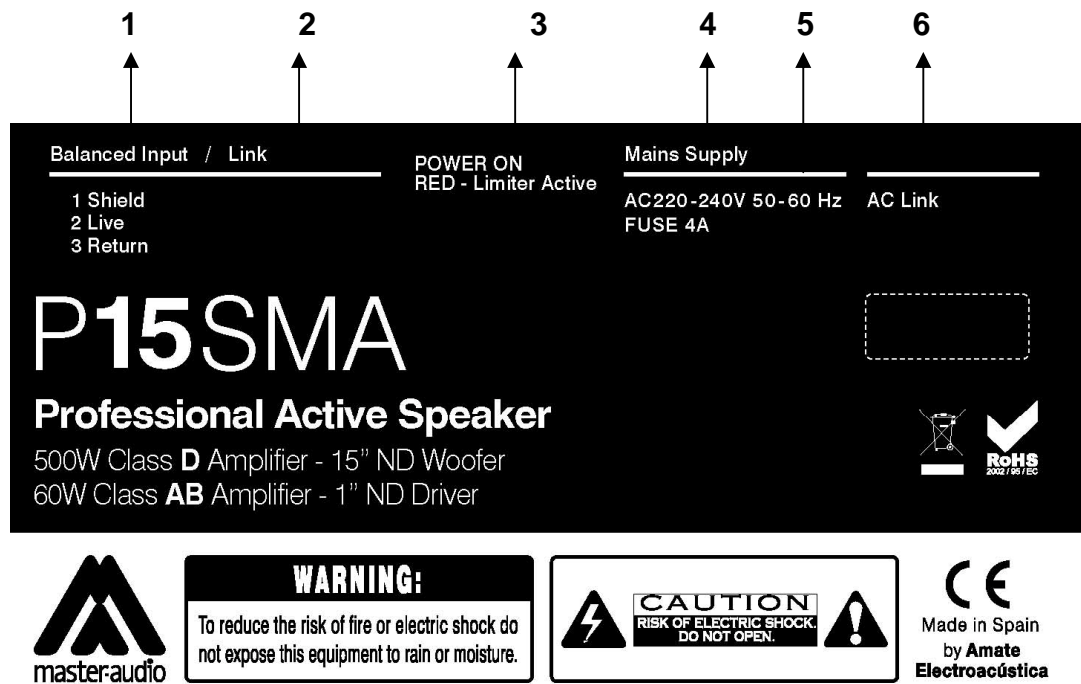 1 2 3 4 5 6
Balanced Input / Link
1 Shield
2 Live
3 Return
POWER ON
RED - Limiter Active
Mains Supply
AC220-240V 50-60 Hz
FUSE 4A
AC Link
P15SMA
Professional Active Speaker
500W Class D Amplifier - 15" ND Woofer
60W Class AB Amplifier - 1" ND Driver
RoHS
2002 / 95 / EC
master-audio
WARNING:
To reduce the risk of fire or electric shock do
not expose this equipment to rain or moisture.
CAUTION
RISK OF ELECTRIC SHOCK.
DO NOT OPEN.
CE
Made in Spain
by Amate
Electroacústica